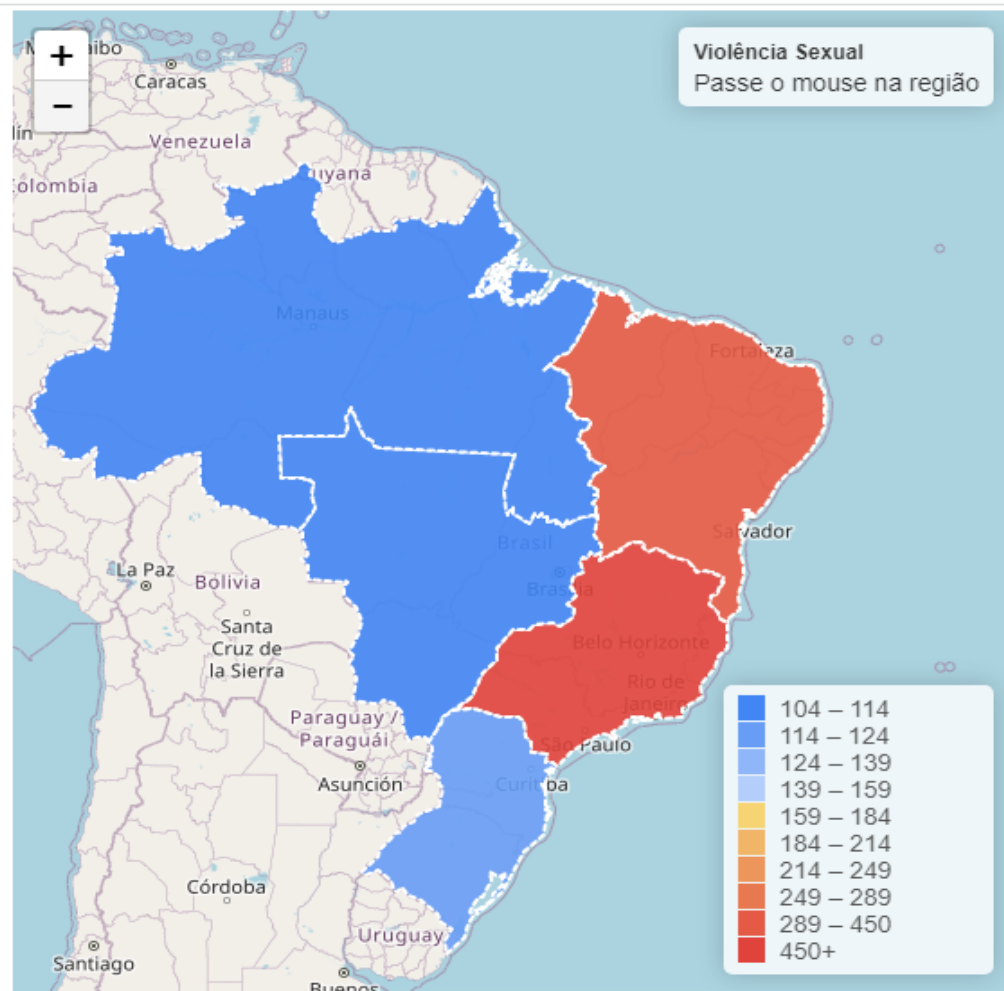 +
−
Violência Sexual
Passe o mouse na região
Caracas
Venezuela
Manaus
Fortaleza
Salvador
Brasil
Brasília
La Paz
Bolivia
Santa
Cruz de
la Sierra
Belo Horizonte
Rio de
Janeiro
Paraguay /
Paraguái
São Paulo
Asunción
Curitiba
Córdoba
Uruguay
Santiago
Buenos
104 – 114
114 – 124
124 – 139
139 – 159
159 – 184
184 – 214
214 – 249
249 – 289
289 – 450
450+